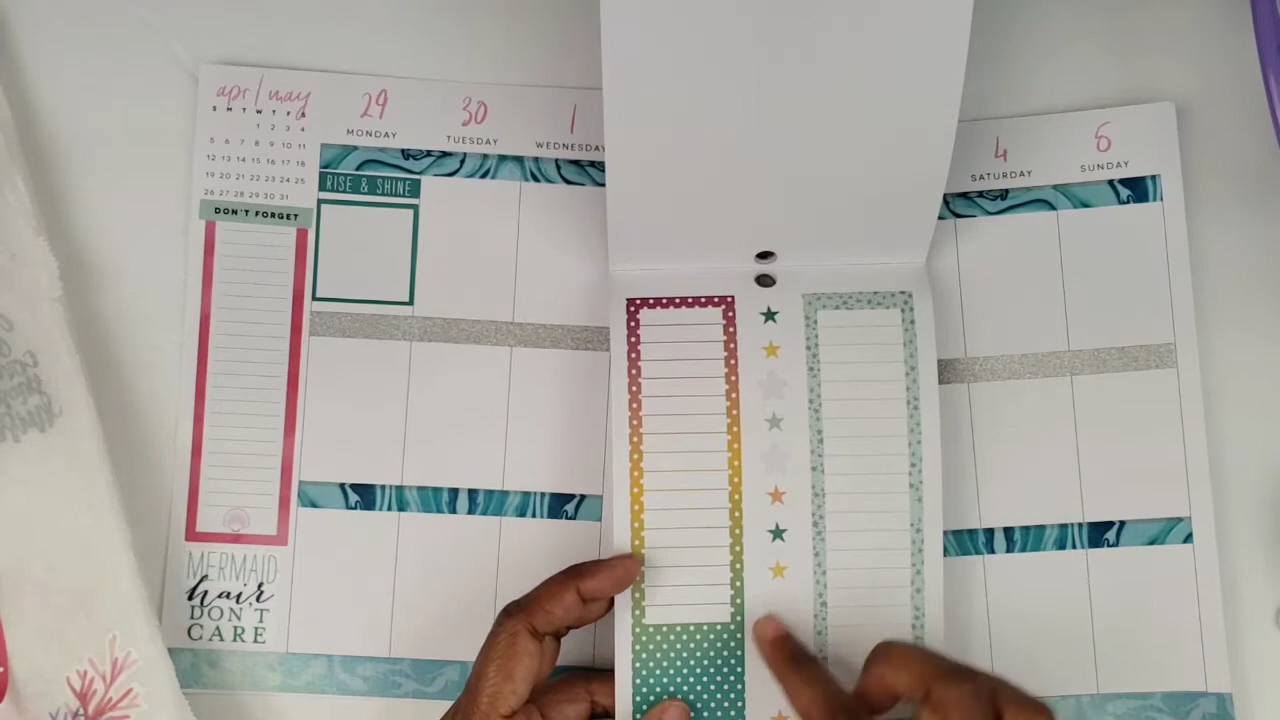 apr/may
S M T W T F S
1 2 3 4
5 6 7 8 9 10 11
12 13 14 15 16 17 18
19 20 21 22 23 24 25
26 27 28 29 30 31
DON'T FORGET
MERMAID
hair
DON'T
CARE
29
MONDAY
RISE & SHINE
30
TUESDAY
1
WEDNESDAY
4
SATURDAY
5
SUNDAY